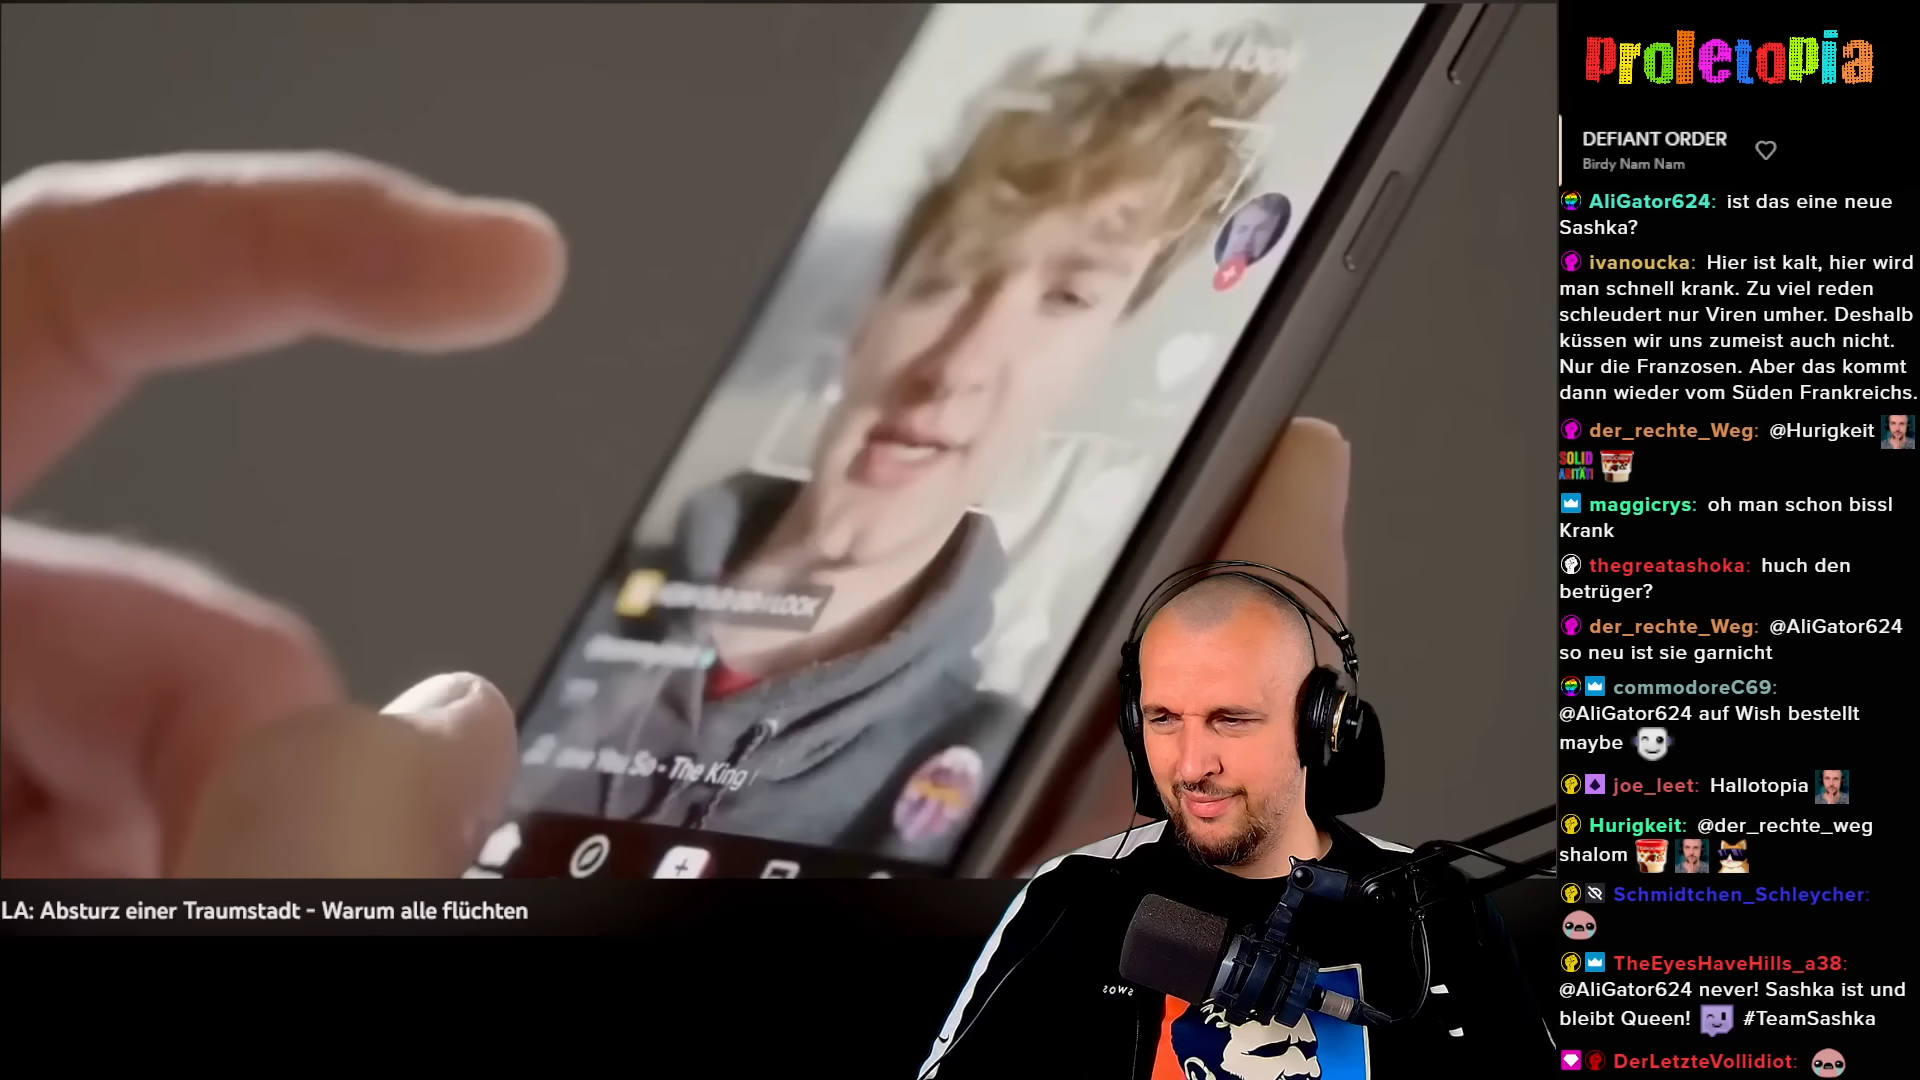 Proletopia
DEFIANT ORDER
Birdy Nam Nam
AliGator624: ist das eine neue
Sashka?
ivanoucka: Hier ist kalt, hier wird
man schnell krank. Zu viel reden
schleudert nur Viren umher. Deshalb
küssen wir uns zumeist auch nicht.
Nur die Franzosen. Aber das kommt
dann wieder vom Süden Frankreichs.
der_rechte_Weg: @Hurigkeit
SOLID
ARITÄT!
maggicrys: oh man schon bissl
Krank
thegreatashoka: huch den
betrüger?
der_rechte_Weg: @AliGator624
so neu ist sie garnicht
commodoreC69:
@AliGator624 auf Wish bestellt
maybe
joe_leet: Hallotopia
Hurigkeit: @der_rechte_weg
shalom
Schmidtchen_Schleycher:
TheEyesHaveHills_a38:
@AliGator624 never! Sashka ist und
bleibt Queen! #TeamSashka
DerLetzteVollidiot:
LOOK
You So - The King
LA: Absturz einer Traumstadt - Warum alle flüchten